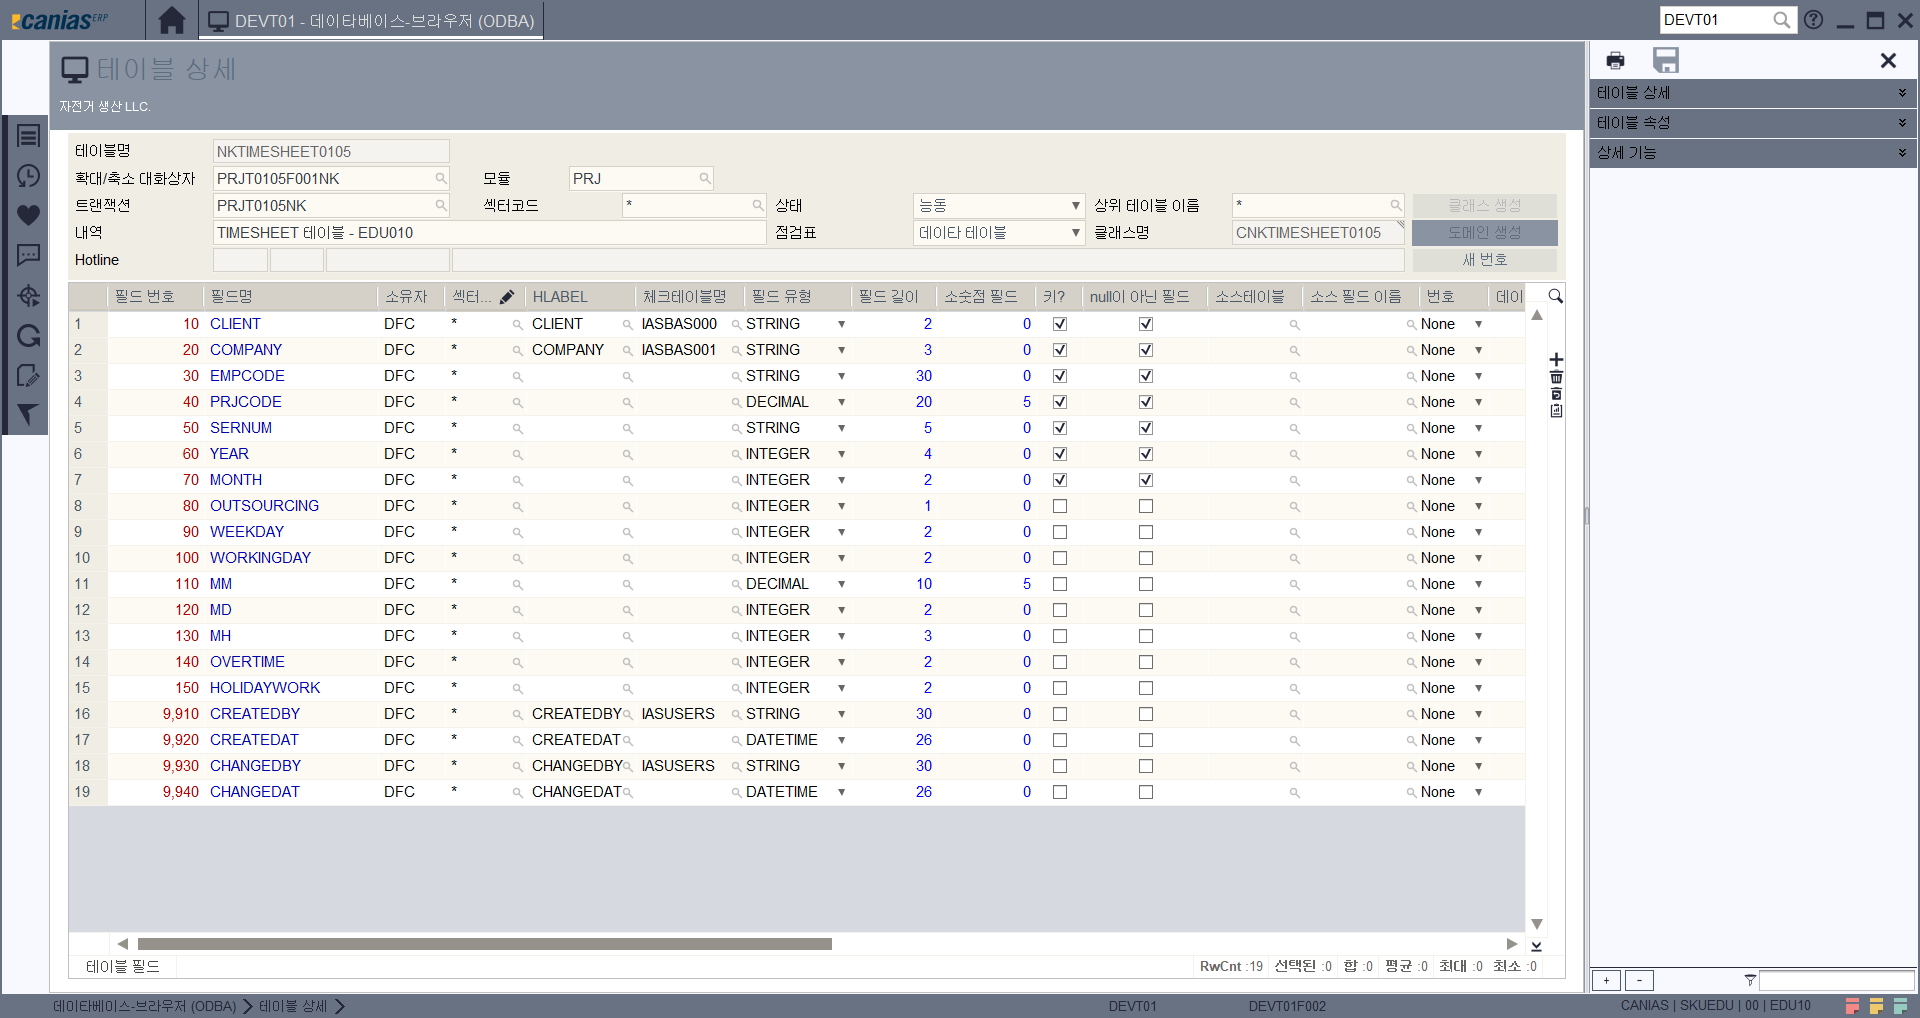 canias ERP
DEVT01 - 데이타베이스-브라우저 (ODBA)
DEVT01
테이블 상세
자전거 생산 LLC.
테이블명 NKTIMESHEET0105
확대/축소 대화상자 PRJT0105F001NK 모듈 PRJ
트랜잭션 PRJT0105NK 섹터코드 * 상태 능동 상위 테이블 이름 * 클래스 생성
내역 TIMESHEET 테이블 - EDU010 점검표 데이타 테이블 클래스명 CNKTIMESHEET0105 도메인 생성
Hotline 새 번호
필드 번호 필드명 소유자 섹터... HLABEL 체크테이블명 필드 유형 필드 길이 소숫점 필드 키? null이 아닌 필드 소스테이블 소스 필드 이름 번호 데이
1 10 CLIENT DFC * CLIENT IASBAS000 STRING 2 0 None
2 20 COMPANY DFC * COMPANY IASBAS001 STRING 3 0 None
3 30 EMPCODE DFC * STRING 30 0 None
4 40 PRJCODE DFC * DECIMAL 20 5 None
5 50 SERNUM DFC * STRING 5 0 None
6 60 YEAR DFC * INTEGER 4 0 None
7 70 MONTH DFC * INTEGER 2 0 None
8 80 OUTSOURCING DFC * INTEGER 1 0 None
9 90 WEEKDAY DFC * INTEGER 2 0 None
10 100 WORKINGDAY DFC * INTEGER 2 0 None
11 110 MM DFC * DECIMAL 10 5 None
12 120 MD DFC * INTEGER 2 0 None
13 130 MH DFC * INTEGER 3 0 None
14 140 OVERTIME DFC * INTEGER 2 0 None
15 150 HOLIDAYWORK DFC * INTEGER 2 0 None
16 9,910 CREATEDBY DFC * CREATEDBY IASUSERS STRING 30 0 None
17 9,920 CREATEDAT DFC * CREATEDAT DATETIME 26 0 None
18 9,930 CHANGEDBY DFC * CHANGEDBY IASUSERS STRING 30 0 None
19 9,940 CHANGEDAT DFC * CHANGEDAT DATETIME 26 0 None
테이블 필드 RwCnt :19 선택된 :0 합 :0 평균 :0 최대 :0 최소 :0
테이블 상세
테이블 속성
상세 기능
+ -
데이타베이스-브라우저 (ODBA) 테이블 상세 DEVT01 DEVT01F002 CANIAS | SKUEDU | 00 | EDU10